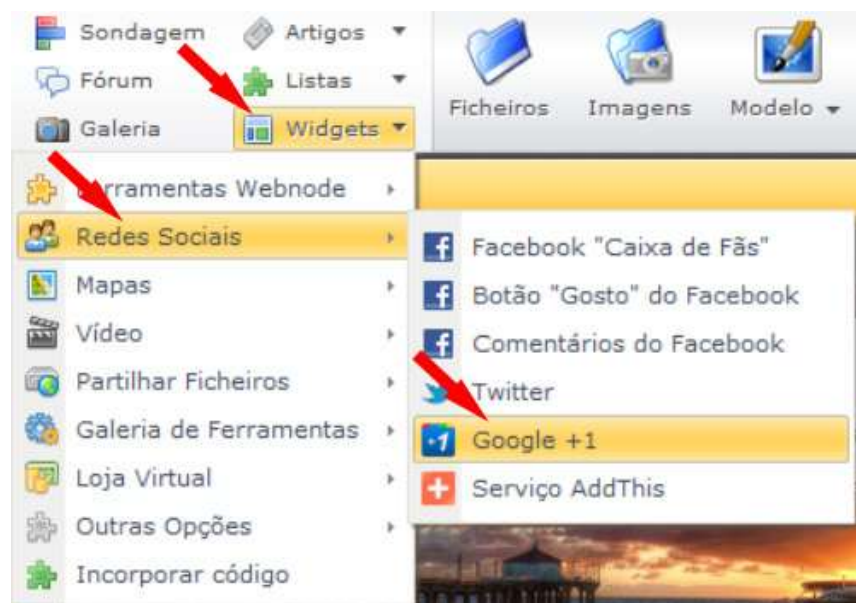 Sondagem Artigos
Fórum Listas
Galeria Widgets
Ficheiros Imagens Modelo
Ferramentas Webnode
Redes Sociais
Mapas
Vídeo
Partilhar Ficheiros
Galeria de Ferramentas
Loja Virtual
Outras Opções
Incorporar código
Facebook "Caixa de Fãs"
Botão "Gosto" do Facebook
Comentários do Facebook
Twitter
Google +1
Serviço AddThis